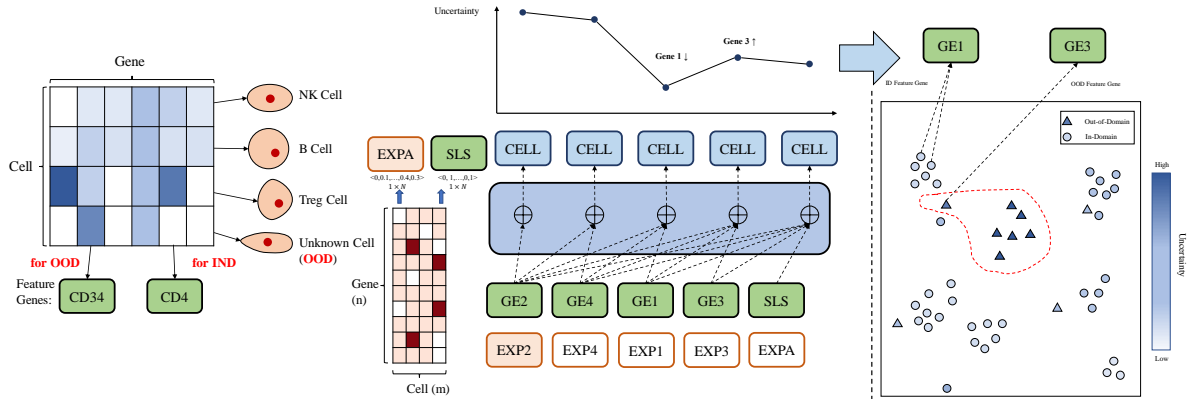 Gene
Cell
NK Cell
B Cell
Treg Cell
Unknown Cell
(OOD)
for OOD
for IND
Feature
Genes:
CD34
CD4
EXPA
SLS
<0,0.1,…,0.4,0.3>
1 × N
<0, 1,…,0,1>
1 × N
Gene
(n)
Cell (m)
Uncertainty
Gene 1 ↓
Gene 3 ↑
CELL
CELL
CELL
CELL
CELL
GE2
GE4
GE1
GE3
SLS
EXP2
EXP4
EXP1
EXP3
EXPA
GE1
GE3
ID Feature Gene
OOD Feature Gene
Out-of-Domain
In-Domain
High
Uncertainty
Low